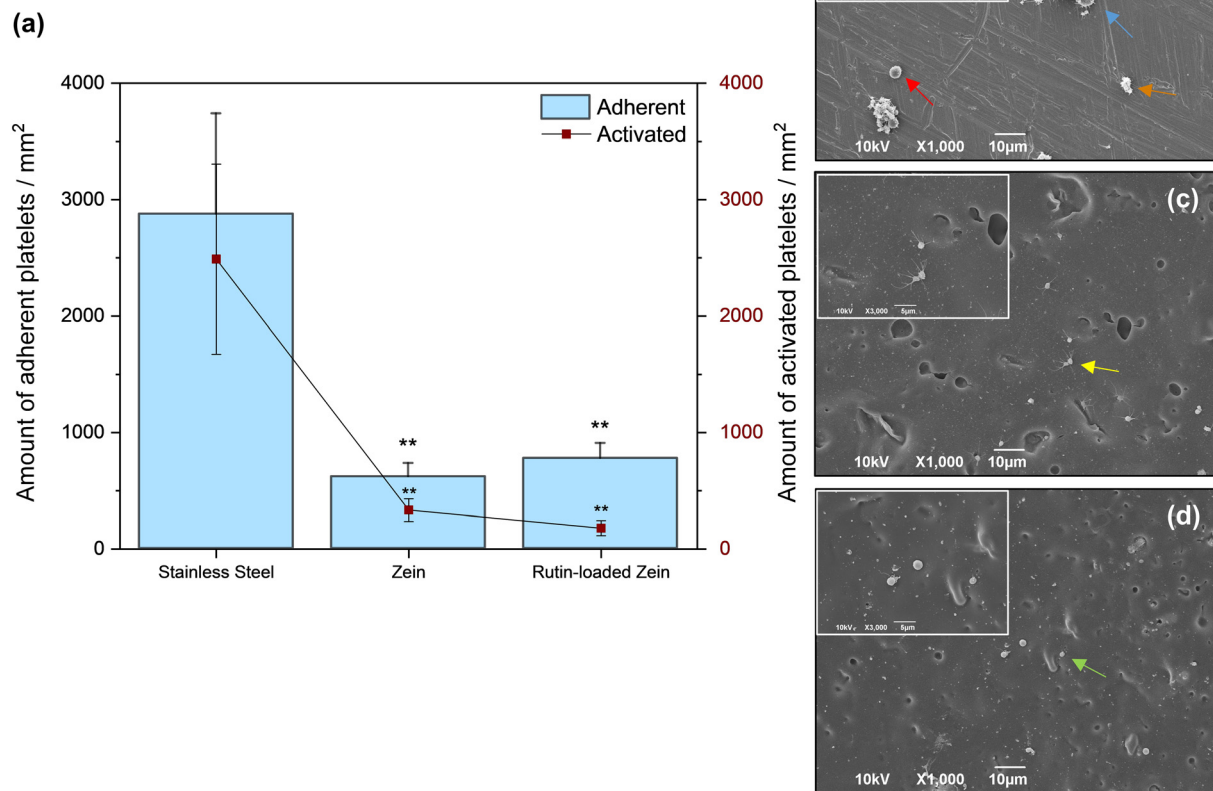 (a)
Amount of adherent platelets / mm²
4000
3000
2000
1000
0
Adherent
Activated
**
**
**
**
Stainless Steel
Zein
Rutin-loaded Zein
4000
3000
2000
1000
0
Amount of activated platelets / mm²
10kV X1,000 10µm
(c)
10kV X3,000 5µm
10kV X1,000 10µm
(d)
10kV X3,000 5µm
10kV X1,000 10µm